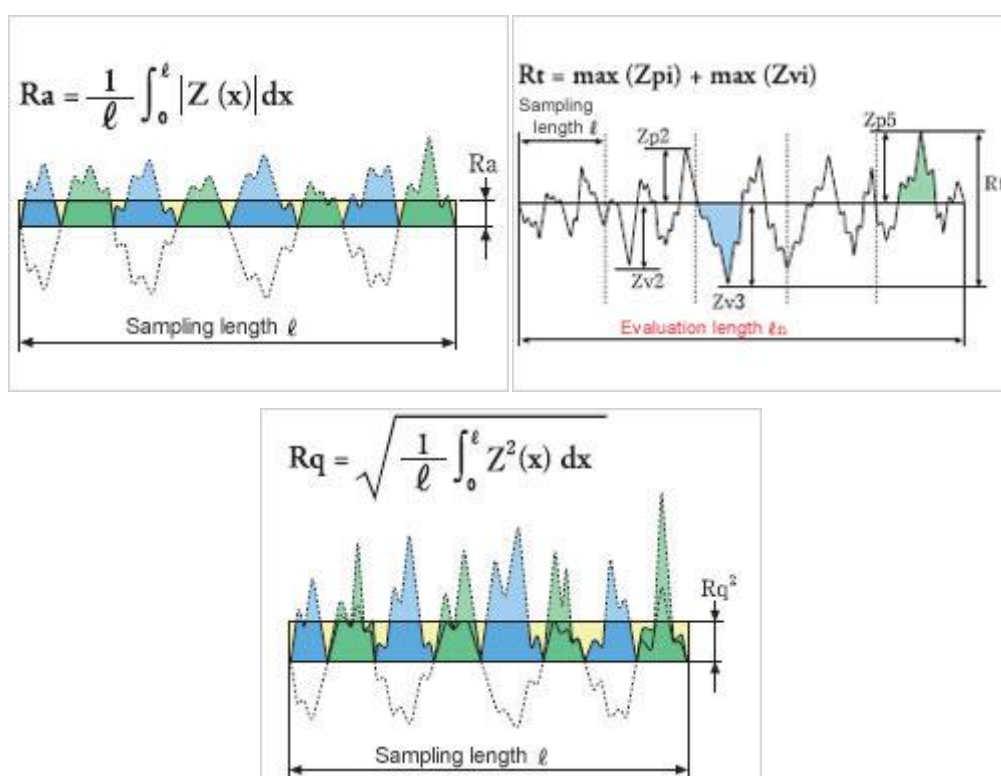 Ra = 1/ℓ ∫₀^ℓ |Z (x)| dx
Ra
Sampling length ℓ
Rt = max (Zpi) + max (Zvi)
Sampling
length ℓ
Zp2
Zp5
Rt
Zv2
Zv3
Evaluation length ℓn
Rq = √(1/ℓ ∫₀^ℓ Z²(x) dx)
Rq²
Sampling length ℓ